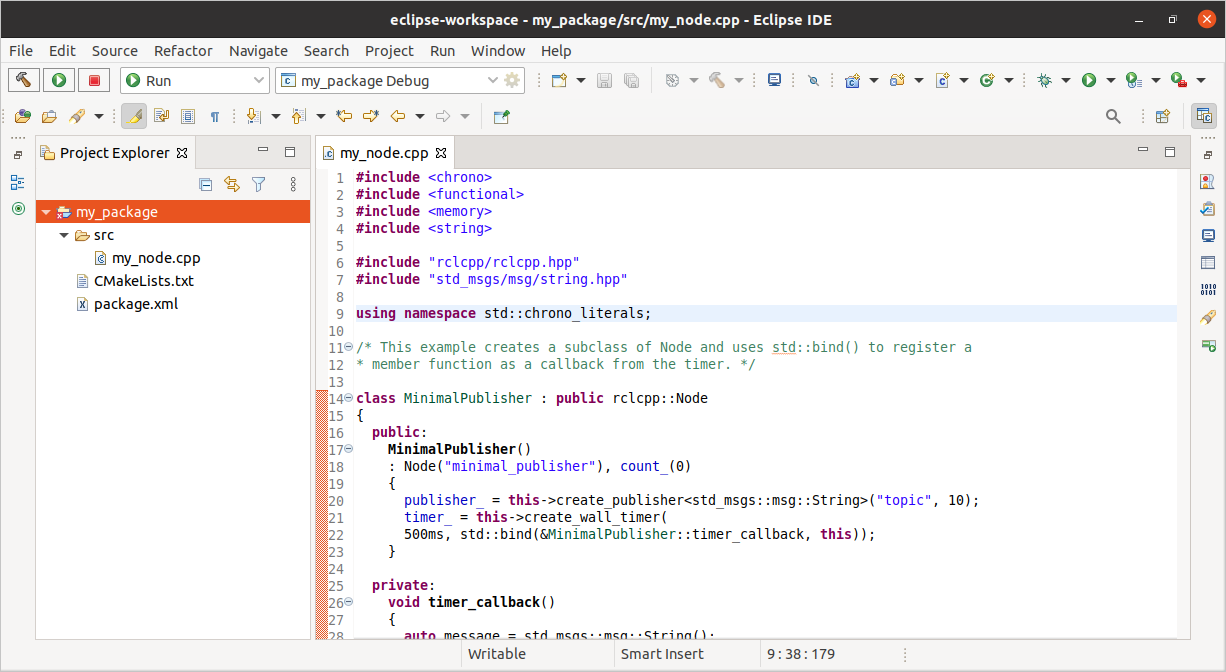 eclipse-workspace - my_package/src/my_node.cpp - Eclipse IDE
File Edit Source Refactor Navigate Search Project Run Window Help
Run
my_package Debug
Project Explorer
my_package
src
my_node.cpp
CMakeLists.txt
package.xml
my_node.cpp
1 #include <chrono>
2 #include <functional>
3 #include <memory>
4 #include <string>
5
6 #include "rclcpp/rclcpp.hpp"
7 #include "std_msgs/msg/string.hpp"
8
9 using namespace std::chrono_literals;
10
11 /* This example creates a subclass of Node and uses std::bind() to register a
12 * member function as a callback from the timer. */
13
14 class MinimalPublisher : public rclcpp::Node
15 {
16 public:
17 MinimalPublisher()
18 : Node("minimal_publisher"), count_(0)
19 {
20 publisher_ = this->create_publisher<std_msgs::msg::String>("topic", 10);
21 timer_ = this->create_wall_timer(
22 500ms, std::bind(&MinimalPublisher::timer_callback, this));
23 }
24
25 private:
26 void timer_callback()
27 {
28 auto message = std_msgs::msg::String();
Writable Smart Insert 9 : 38 : 179